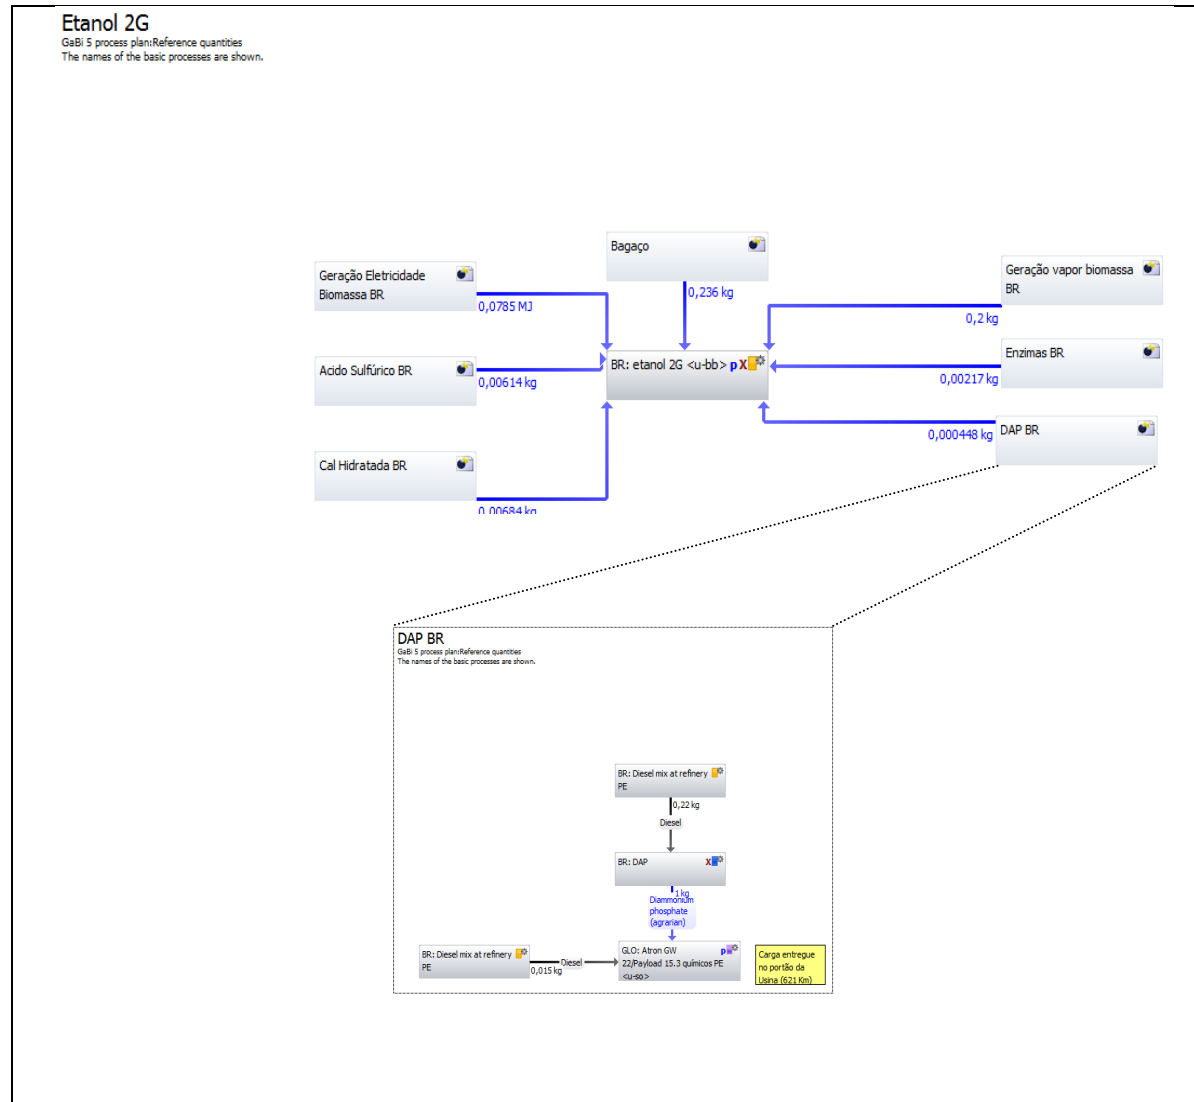 Etanol 2G
GaBi 5 process plan:Reference quantities
The names of the basic processes are shown.
Bagaço
0,236 kg
Geração Eletricidade
Biomassa BR
0,0785 MJ
Geração vapor biomassa
BR
0,2 kg
Acido Sulfúrico BR
0,00614 kg
BR: etanol 2G <u-bb> p X
Enzimas BR
0,00217 kg
DAP BR
0,000448 kg
Cal Hidratada BR
0,00684 kg
DAP BR
GaBi 5 process plan:Reference quantities
The names of the basic processes are shown.
BR: Diesel mix at refinery
PE
0,22 kg
Diesel
BR: DAP X
1 kg
Diammonium
phosphate
(agrarian)
BR: Diesel mix at refinery
PE
0,015 kg
Diesel
GLO: Atron GW p
22/Payload 15.3 químicos PE
<u-so>
Carga entregue
no portão da
Usina (621 Km)